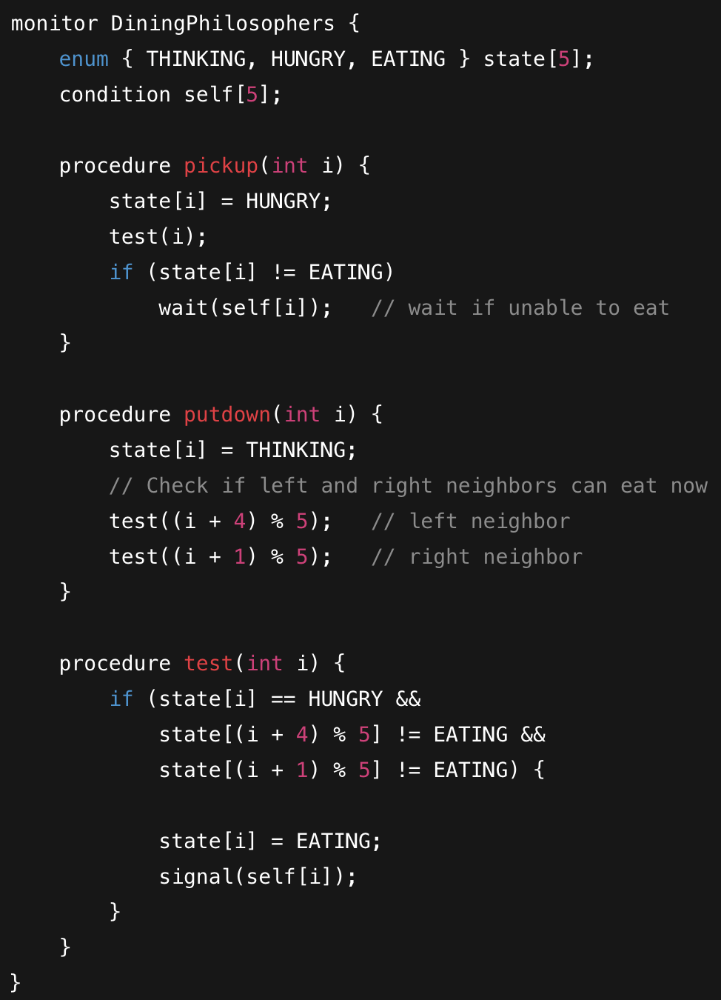 monitor DiningPhilosophers {
    enum { THINKING, HUNGRY, EATING } state[5];
    condition self[5];

    procedure pickup(int i) {
        state[i] = HUNGRY;
        test(i);
        if (state[i] != EATING)
            wait(self[i]);   // wait if unable to eat
    }

    procedure putdown(int i) {
        state[i] = THINKING;
        // Check if left and right neighbors can eat now
        test((i + 4) % 5);   // left neighbor
        test((i + 1) % 5);   // right neighbor
    }

    procedure test(int i) {
        if (state[i] == HUNGRY &&
            state[(i + 4) % 5] != EATING &&
            state[(i + 1) % 5] != EATING) {

            state[i] = EATING;
            signal(self[i]);
        }
    }
}